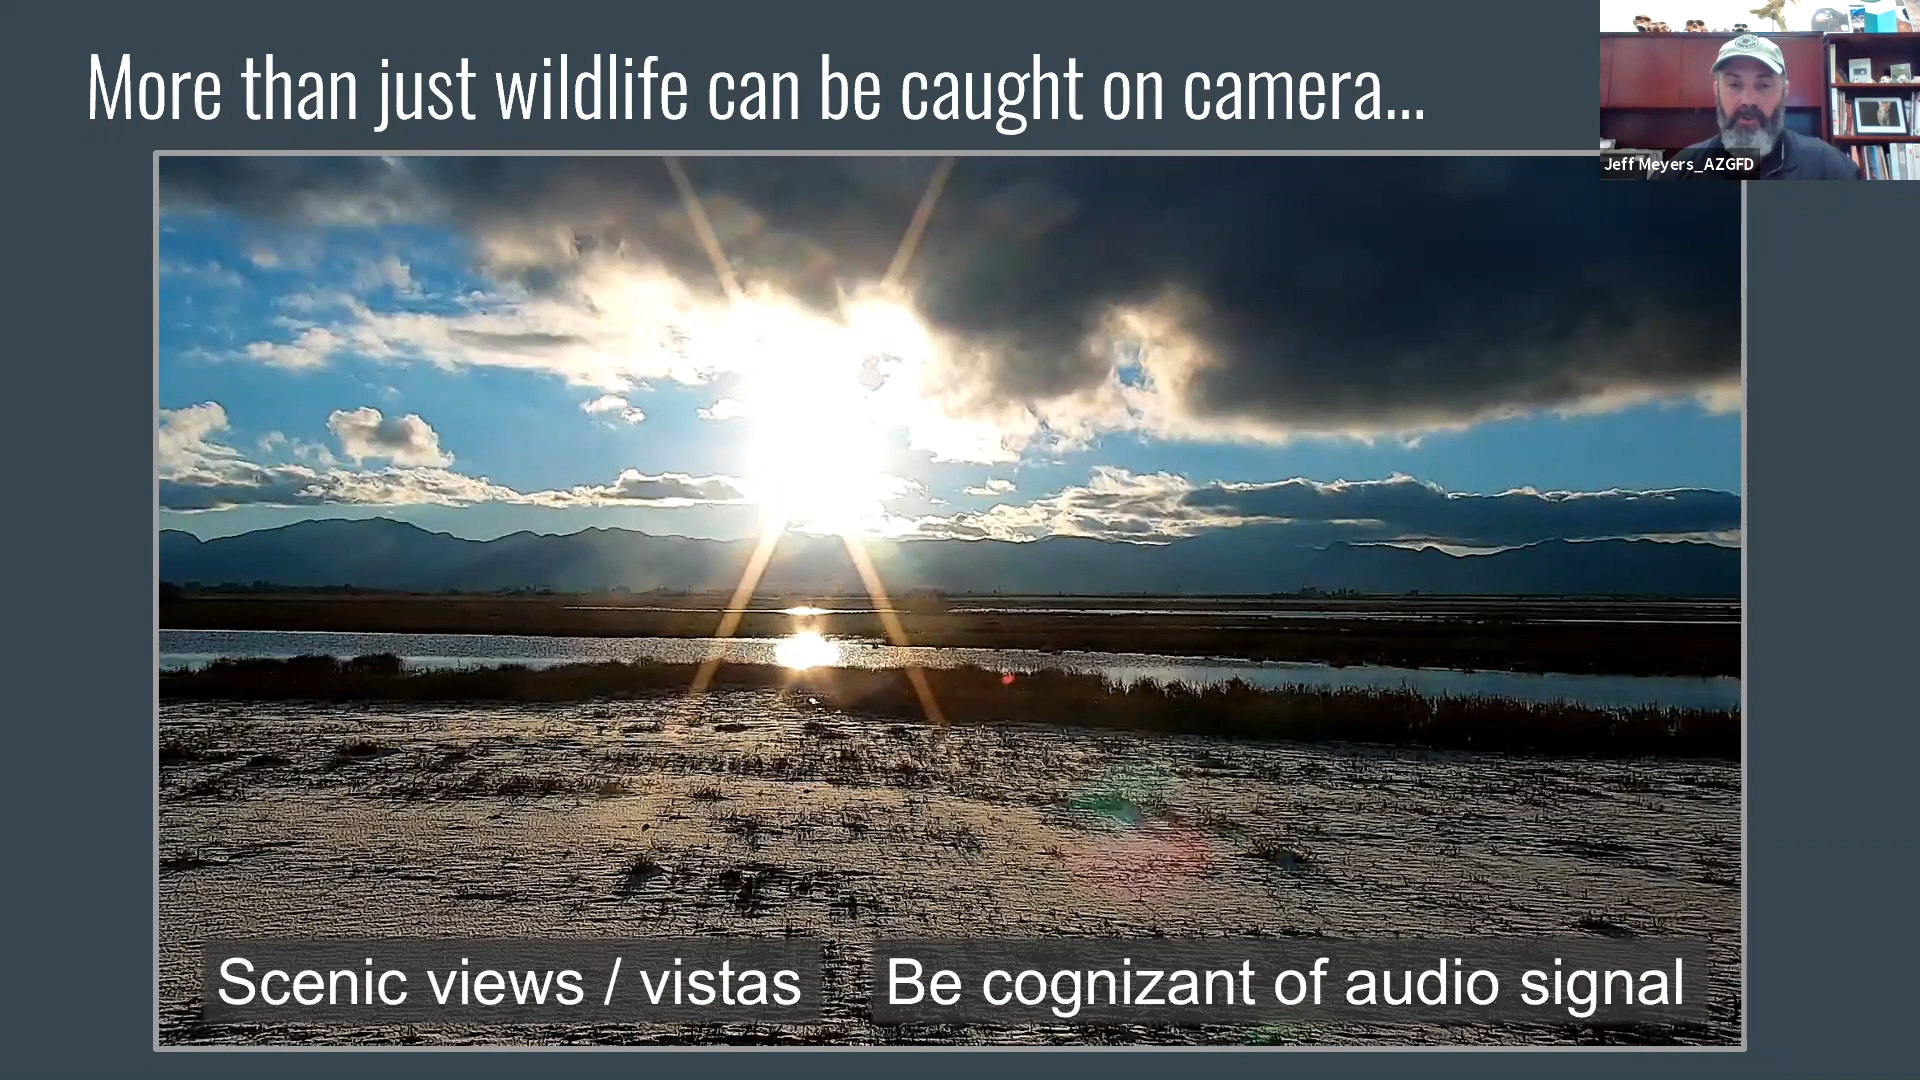 More than just wildlife can be caught on camera...
Jeff Meyers_AZGFD
Scenic views / vistas
Be cognizant of audio signal